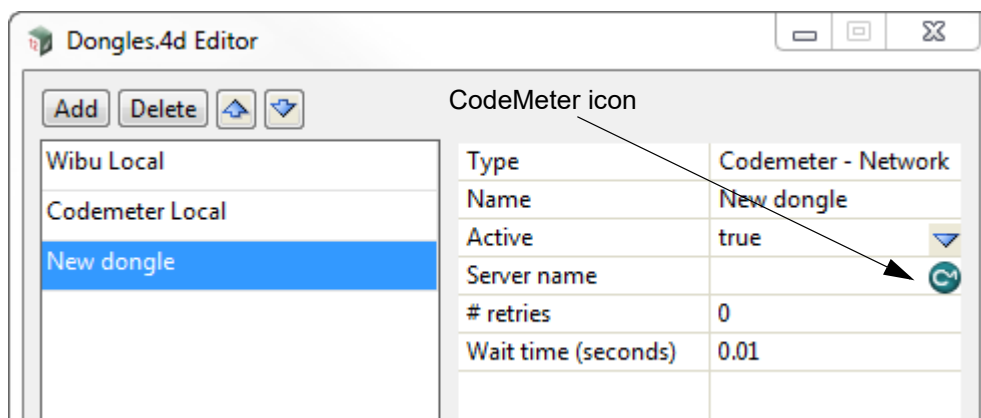 Dongles.4d Editor
Add Delete
CodeMeter icon
Wibu Local
Codemeter Local
New dongle
Type Codemeter - Network
Name New dongle
Active true
Server name
# retries 0
Wait time (seconds) 0.01